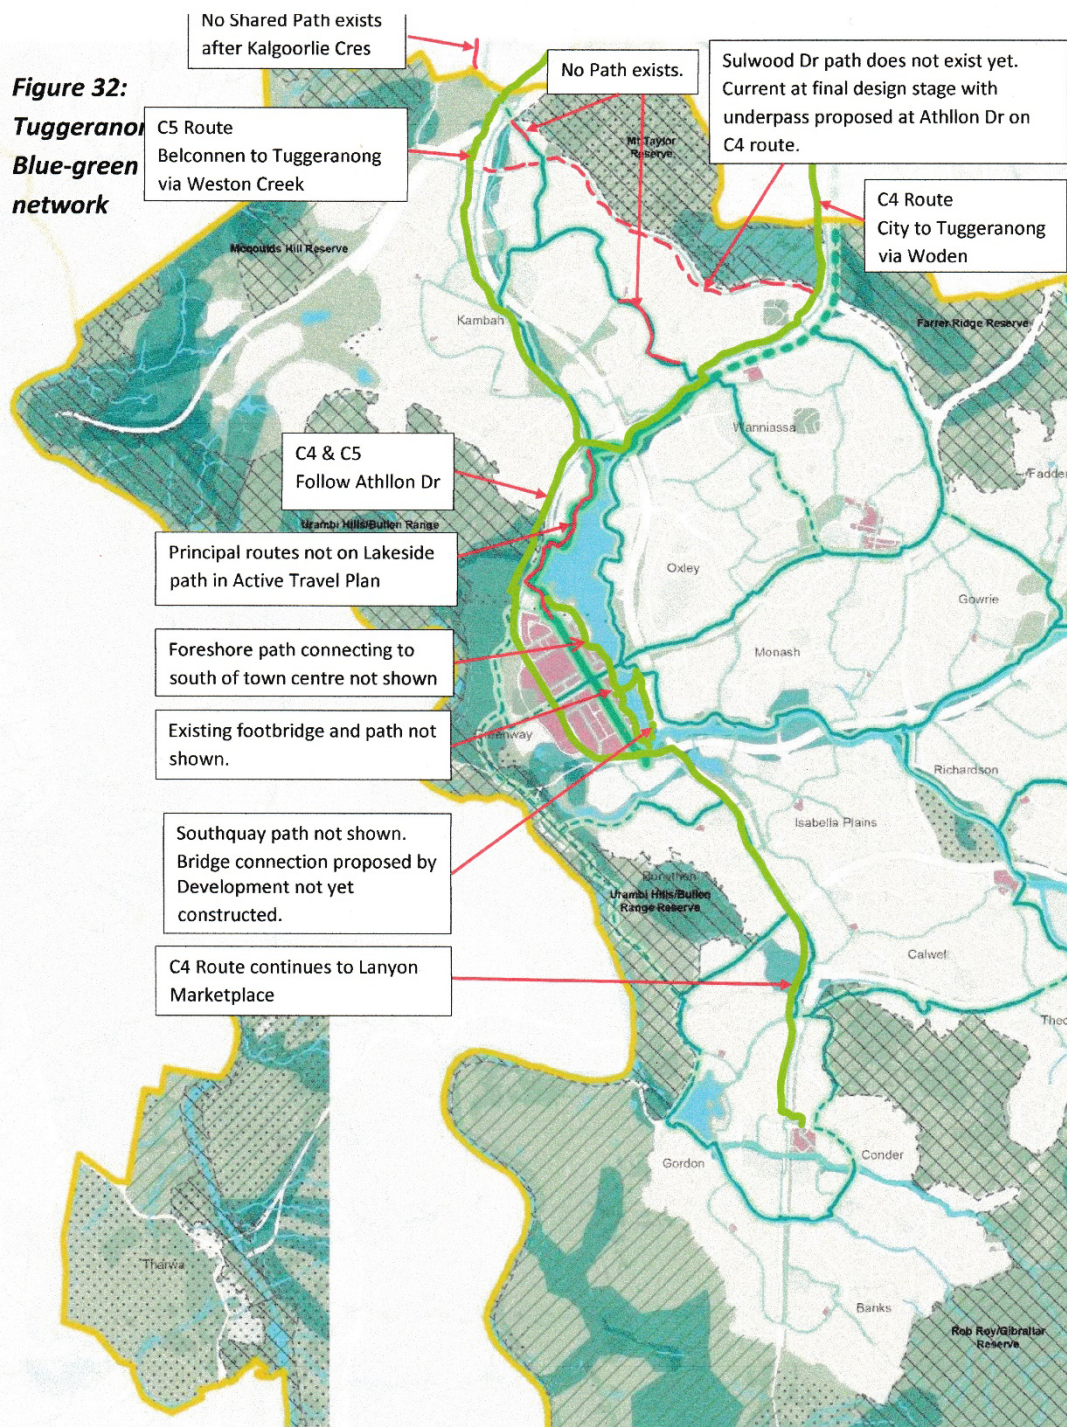 No Shared Path exists
after Kalgoorlie Cres
Figure 32:
Blue-green
network
C5 Route
Belconnen to Tuggeranong
via Weston Creek
No Path exists.
Sulwood Dr path does not exist yet.
Current at final design stage with
underpass proposed at Athllon Dr on
C4 route.
C4 Route
City to Tuggeranong
via Woden
Mt Taylor
Reserve
Mcquoids Hill Reserve
Kambah
Farrer Ridge Reserve
Wanniassa
C4 & C5
Follow Athllon Dr
Urambi Hills/Bullen Range
Principal routes not on Lakeside
path in Active Travel Plan
Oxley
Gowrie
Monash
Foreshore path connecting to
south of town centre not shown
Existing footbridge and path not
shown.
Richardson
Isabella Plains
Southquay path not shown.
Bridge connection proposed by
Development not yet
constructed.
Urambi Hills/Bullen
Range Reserve
Calwell
C4 Route continues to Lanyon
Marketplace
Gordon
Conder
Tharwa
Banks
Rob Roy/Gibraltar
Reserve